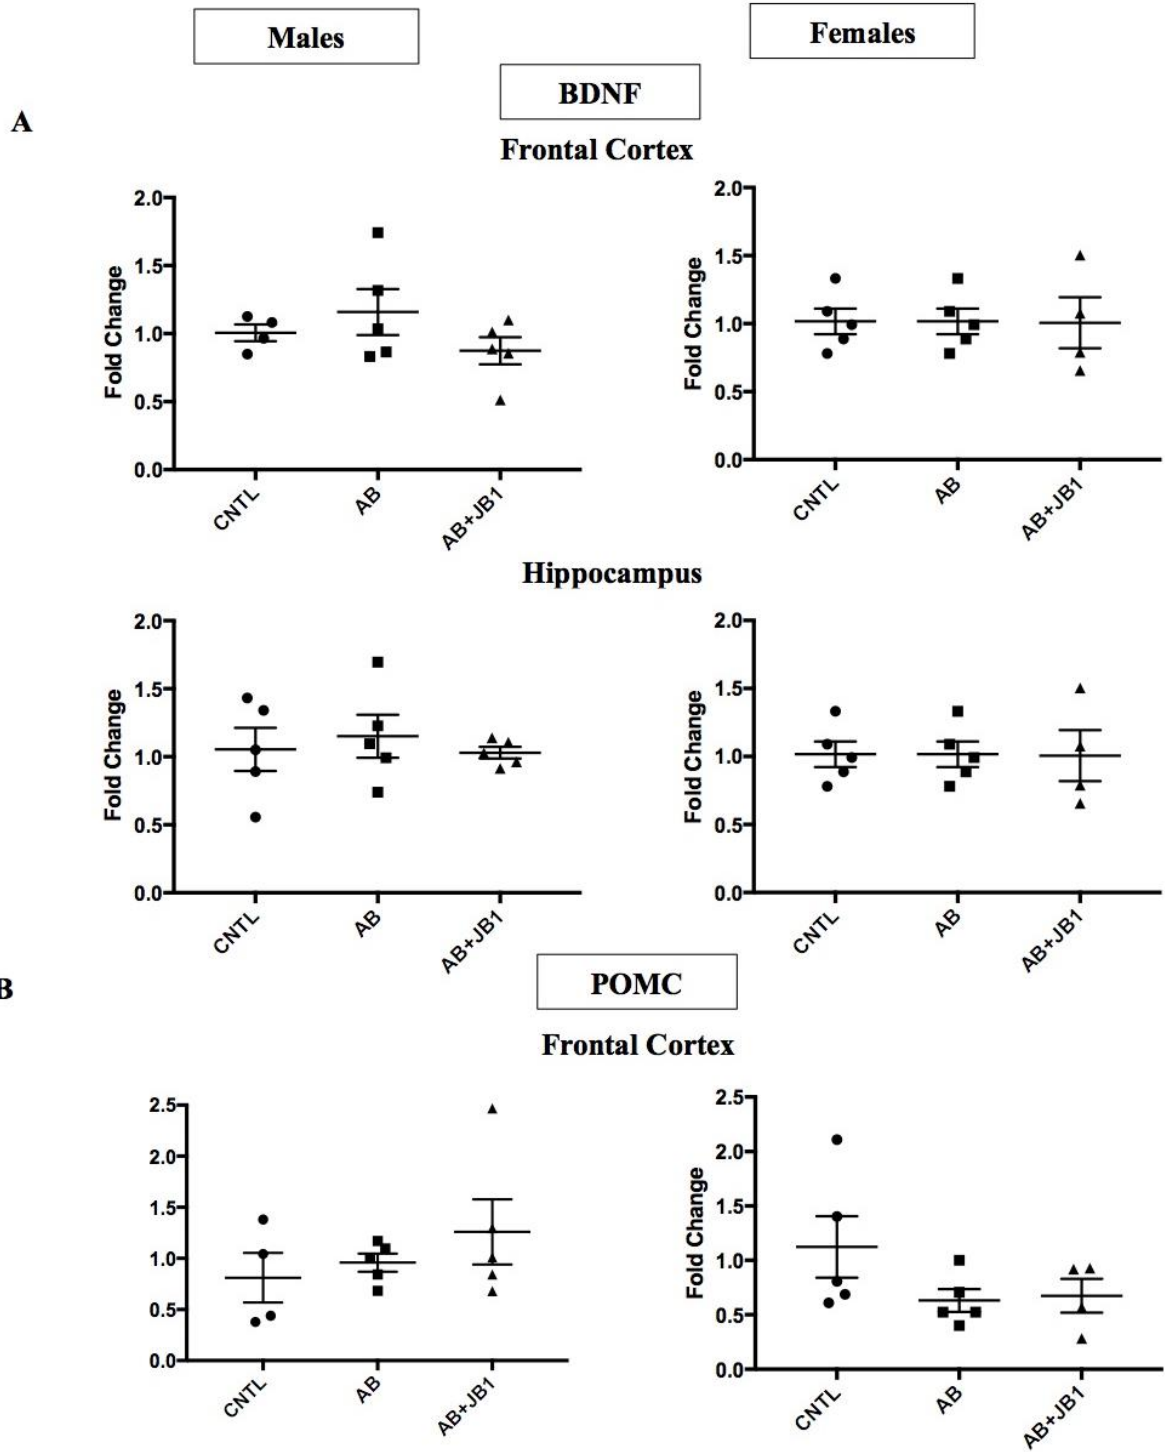 Males
Females
BDNF
A
Frontal Cortex
2.0
1.5
1.0
0.5
0.0
Fold Change
CNTL
AB
AB+JB1
2.0
1.5
1.0
0.5
0.0
Fold Change
CNTL
AB
AB+JB1
Hippocampus
2.0
1.5
1.0
0.5
0.0
Fold Change
CNTL
AB
AB+JB1
2.0
1.5
1.0
0.5
0.0
Fold Change
CNTL
AB
AB+JB1
POMC
B
Frontal Cortex
2.5
2.0
1.5
1.0
0.5
0.0
CNTL
AB
AB+JB1
2.5
2.0
1.5
1.0
0.5
0.0
Fold Change
CNTL
AB
AB+JB1